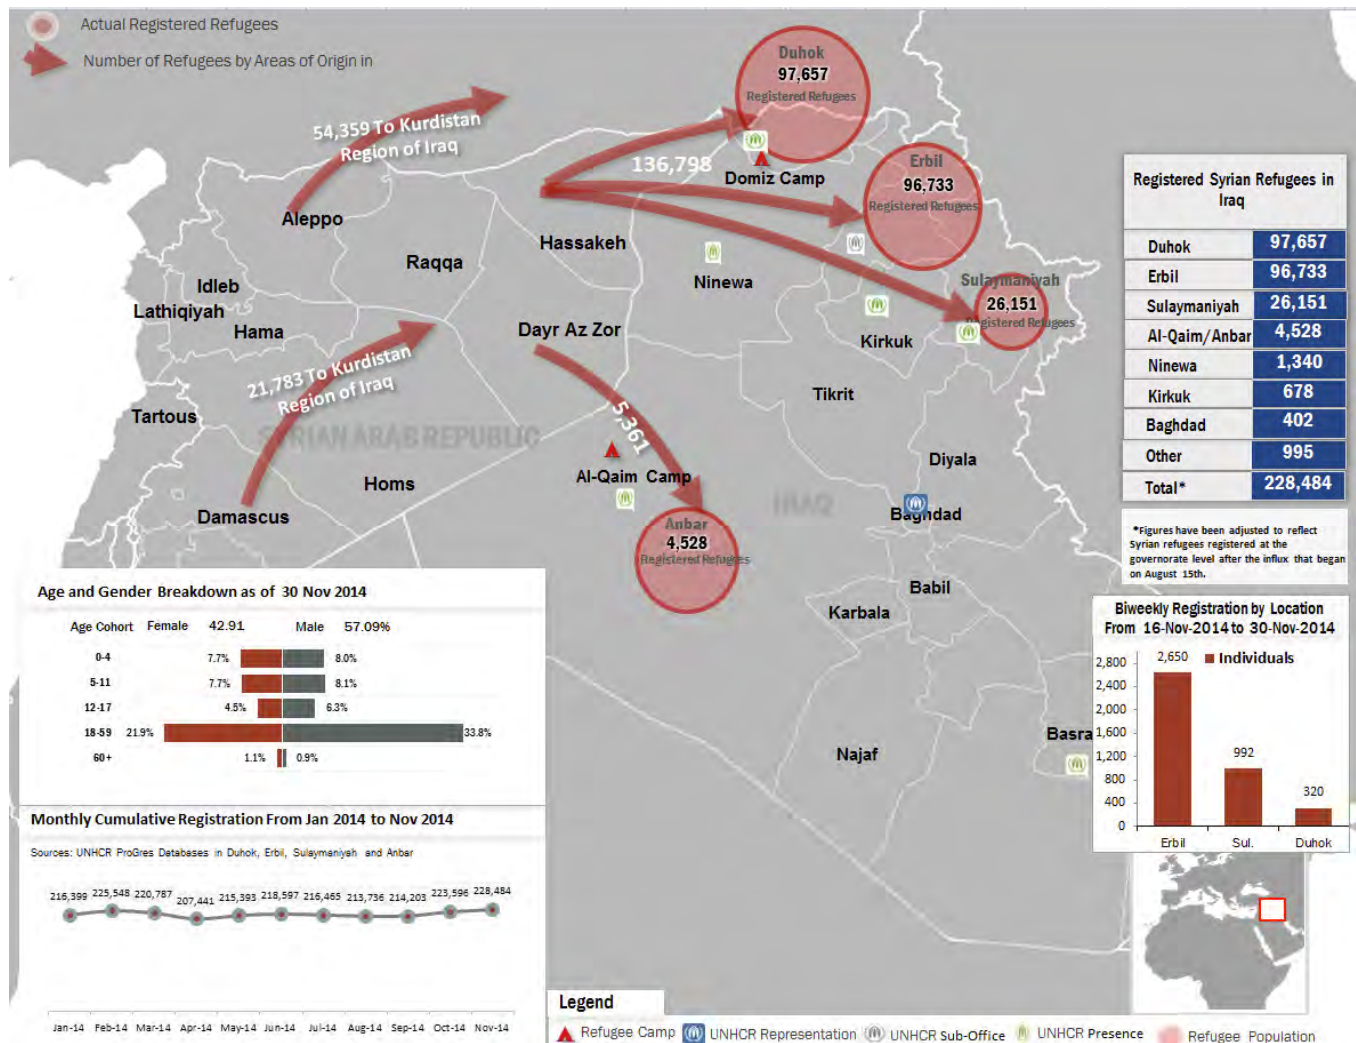 Actual Registered Refugees
Number of Refugees by Areas of Origin in
54,359 To Kurdistan
Region of Iraq
136,798
Duhok
97,657
Registered Refugees
Domiz Camp
Erbil
96,733
Registered Refugees
Aleppo
Hassakeh
Raqqa
Ninewa
Sulaymaniyah
26,151
Registered Refugees
Idleb
Lathiqiyah
Hama
Dayr Az Zor
Kirkuk
21,783 To Kurdistan
Region of Iraq
Tartous
Tikrit
5,361
SYRIAN ARAB REPUBLIC
Al-Qaim Camp
Diyala
Homs
IRAQ
Damascus
Baghdad
Anbar
4,528
Registered Refugees
Babil
Karbala
Najaf
Basra
Registered Syrian Refugees in
Iraq
Duhok 97,657
Erbil 96,733
Sulaymaniyah 26,151
Al-Qaim/Anbar 4,528
Ninewa 1,340
Kirkuk 678
Baghdad 402
Other 995
Total* 228,484
*Figures have been adjusted to reflect
Syrian refugees registered at the
governorate level after the influx that began
on August 15th.
Age and Gender Breakdown as of 30 Nov 2014
Age Cohort Female 42.91 Male 57.09%
0-4 7.7% 8.0%
5-11 7.7% 8.1%
12-17 4.5% 6.3%
18-59 21.9% 33.8%
60+ 1.1% 0.9%
Biweekly Registration by Location
From 16-Nov-2014 to 30-Nov-2014
Individuals
2,800
2,400
2,000
1,600
1,200
800
400
0
2,650
992
320
Erbil Sul. Duhok
Monthly Cumulative Registration From Jan 2014 to Nov 2014
Sources: UNHCR ProGres Databases in Duhok, Erbil, Sulaymaniyah and Anbar
216,399 225,548 220,787 207,441 215,393 218,597 216,465 213,736 214,203 223,596 228,484
Jan-14 Feb-14 Mar-14 Apr-14 May-14 Jun-14 Jul-14 Aug-14 Sep-14 Oct-14 Nov-14
Legend
Refugee Camp UNHCR Representation UNHCR Sub-Office UNHCR Presence Refugee Population